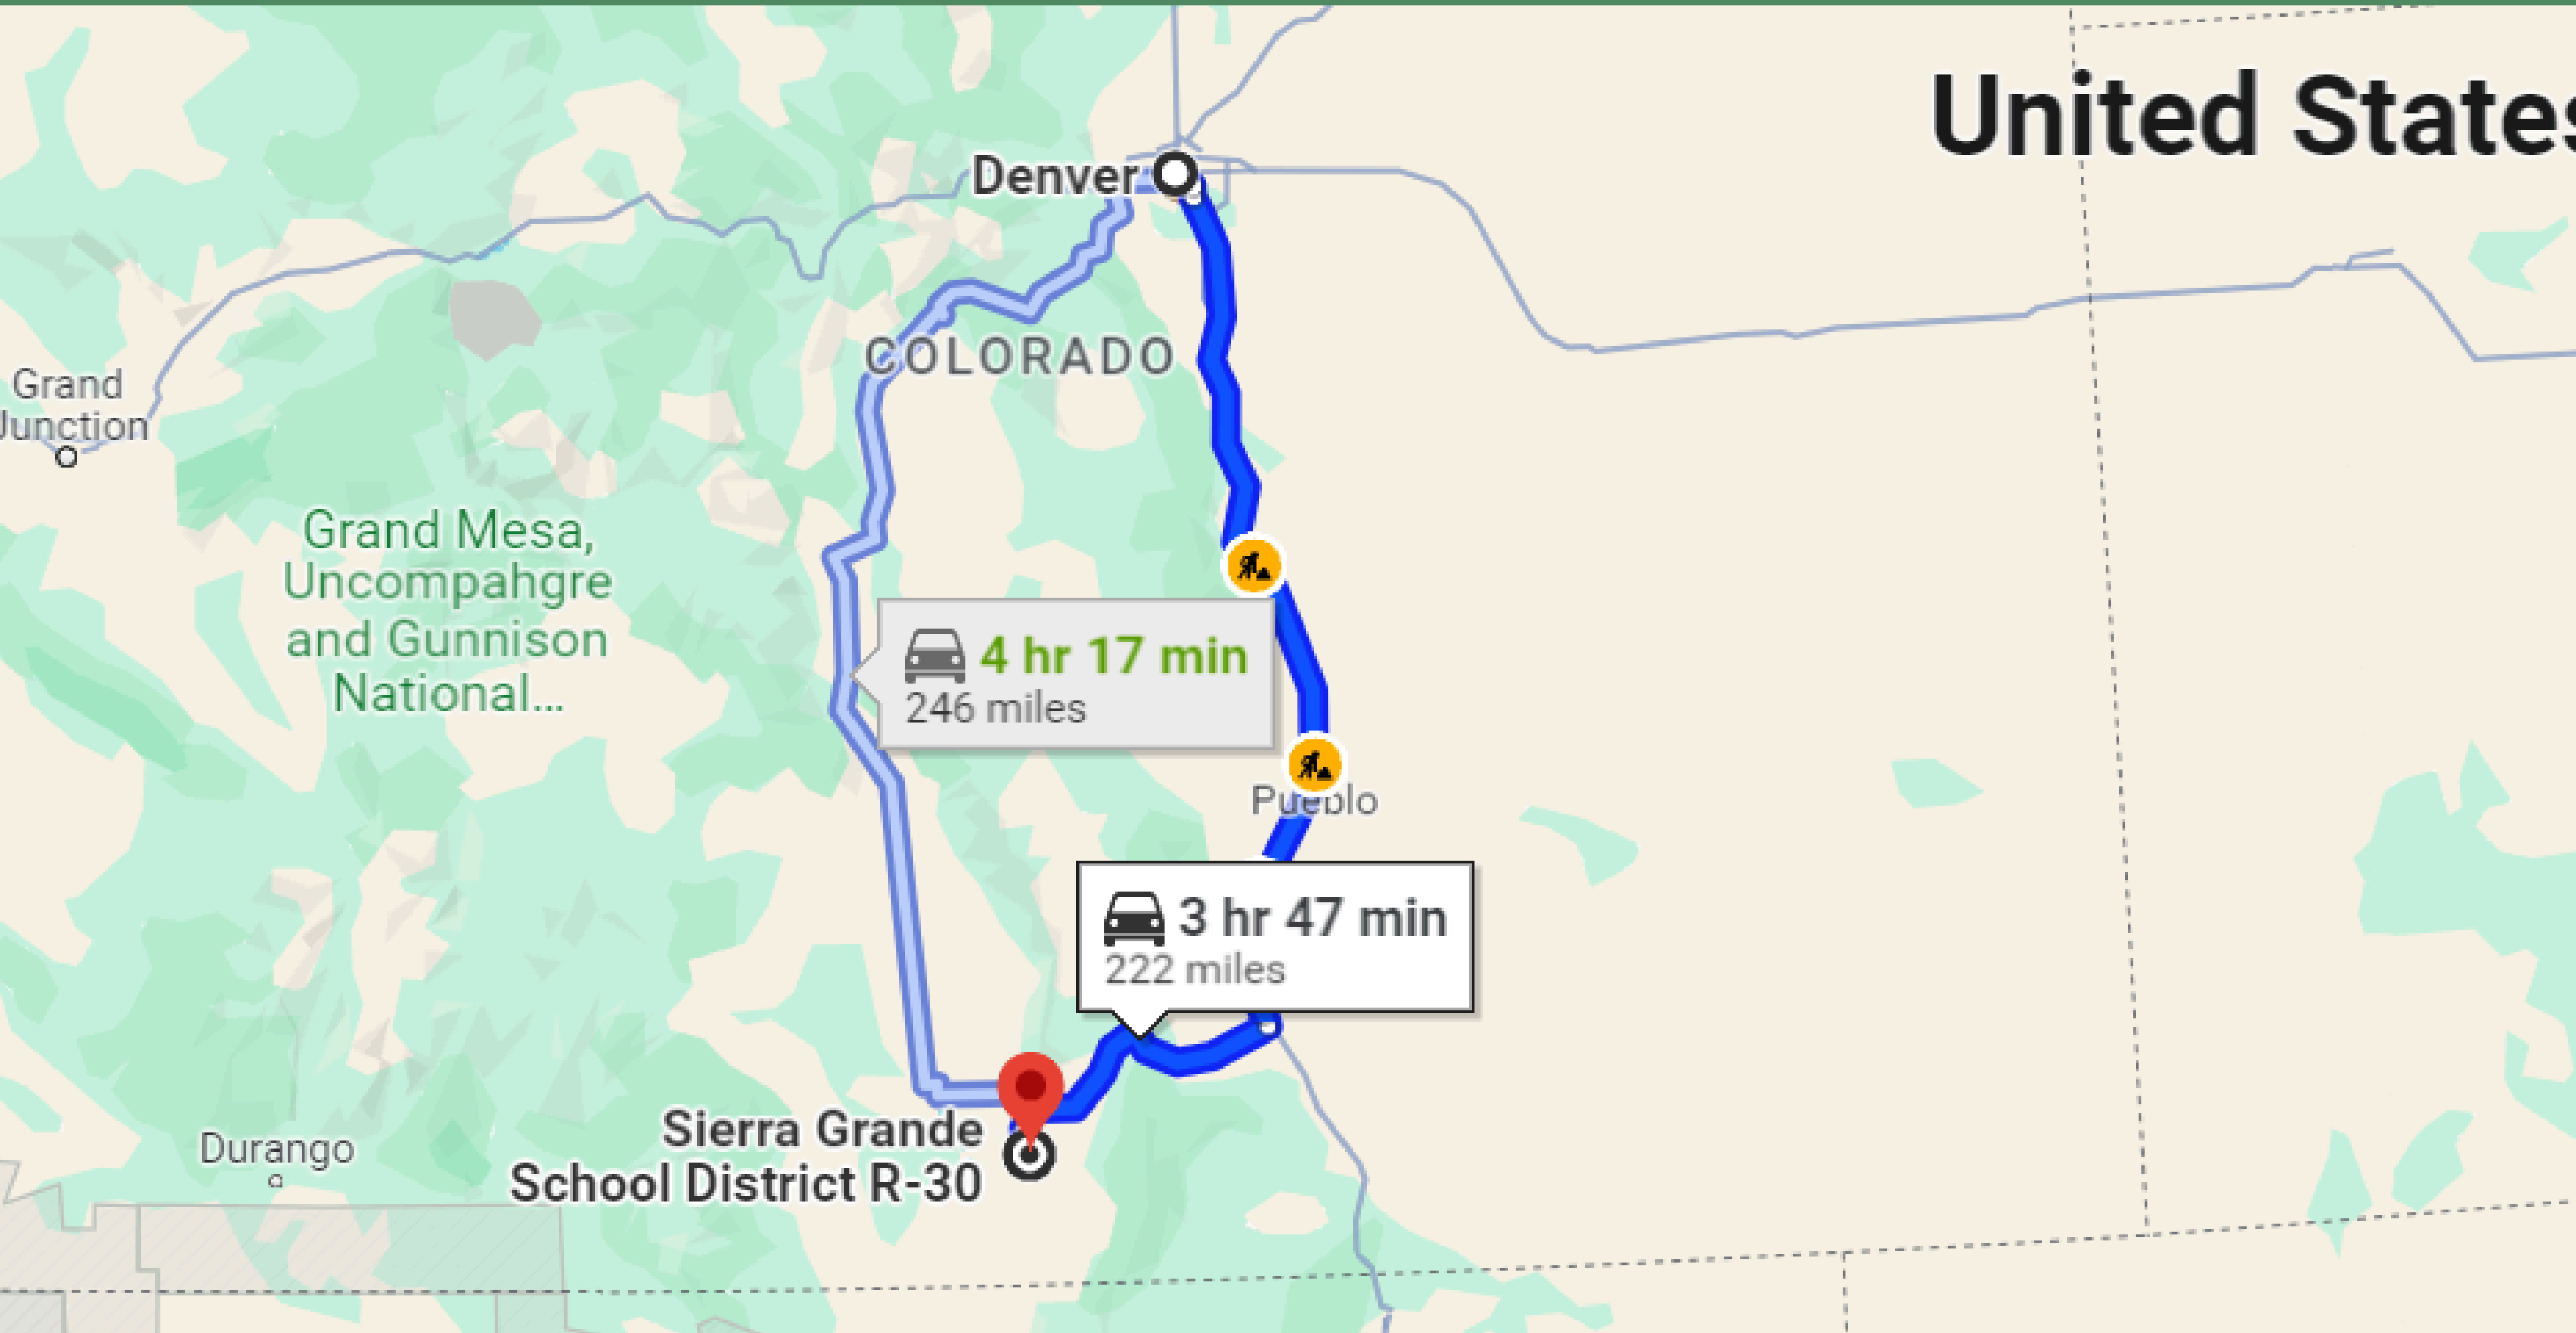 United States
Denver
COLORADO
Grand
Junction
Grand Mesa,
Uncompahgre
and Gunnison
National...
4 hr 17 min
246 miles
Pueblo
3 hr 47 min
222 miles
Sierra Grande
School District R-30
Durango